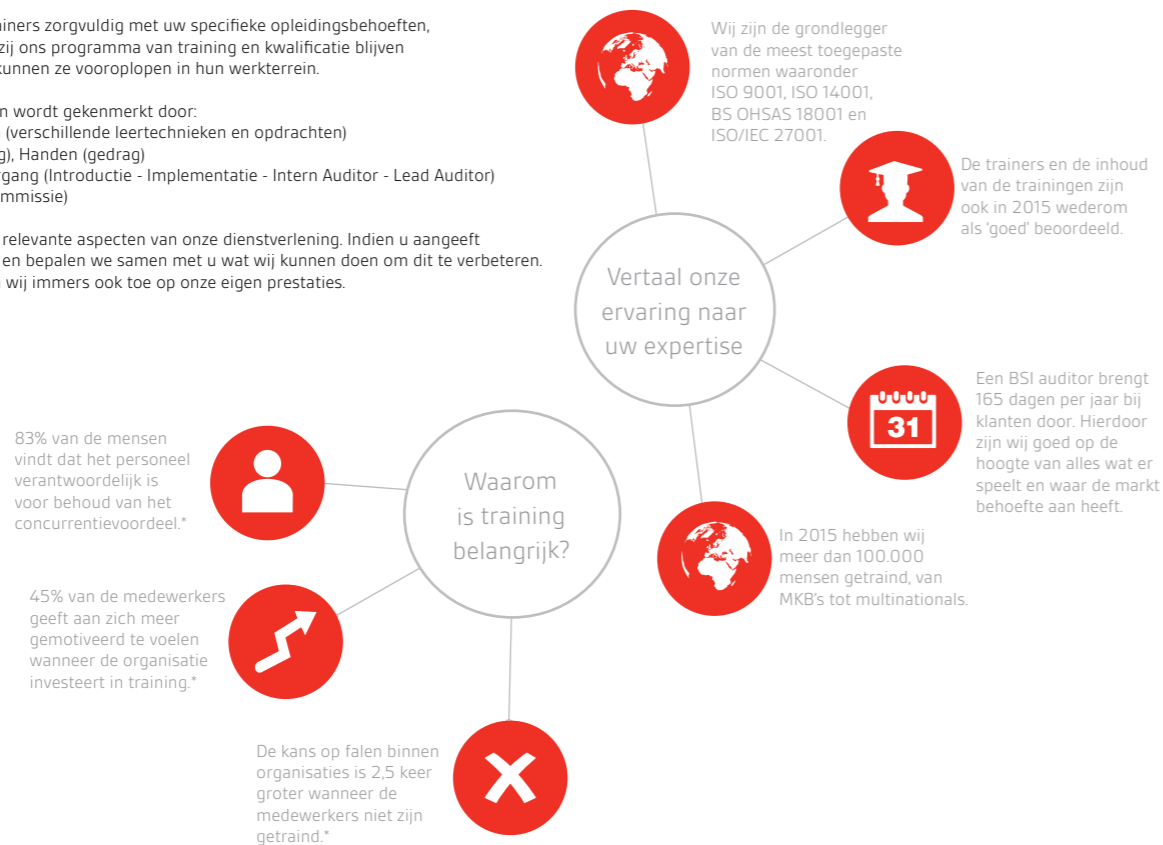 ainers zorgvuldig met uw specifieke opleidingsbehoeften,
zij ons programma van training en kwalificatie blijven
kunnen ze vooroplopen in hun werkterrein.
n wordt gekenmerkt door:
(verschillende leertechnieken en opdrachten)
g), Handen (gedrag)
rgang (Introductie - Implementatie - Intern Auditor - Lead Auditor)
mmissie)
relevante aspecten van onze dienstverlening. Indien u aangeeft
en bepalen we samen met u wat wij kunnen doen om dit te verbeteren.
n wij immers ook toe op onze eigen prestaties.
Vertaal onze
ervaring naar
uw expertise
Wij zijn de grondlegger
van de meest toegepaste
normen waaronder
ISO 9001, ISO 14001,
BS OHSAS 18001 en
ISO/IEC 27001.
De trainers en de inhoud
van de trainingen zijn
ook in 2015 wederom
als 'goed' beoordeeld.
31
Een BSI auditor brengt
165 dagen per jaar bij
klanten door. Hierdoor
zijn wij goed op de
hoogte van alles wat er
speelt en waar de markt
behoefte aan heeft.
In 2015 hebben wij
meer dan 100.000
mensen getraind, van
MKB's tot multinationals.
Waarom
is training
belangrijk?
83% van de mensen
vindt dat het personeel
verantwoordelijk is
voor behoud van het
concurrentievoordeel.*
45% van de medewerkers
geeft aan zich meer
gemotiveerd te voelen
wanneer de organisatie
investeert in training.*
De kans op falen binnen
organisaties is 2,5 keer
groter wanneer de
medewerkers niet zijn
getraind.*